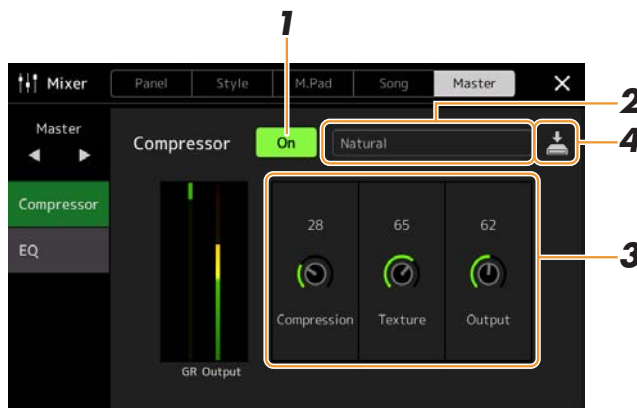 1
Mixer Panel Style M.Pad Song Master ✕
2
Master
Compressor On Natural
4
Compressor
28 65 62
EQ
3
Compression Texture Output
GR Output